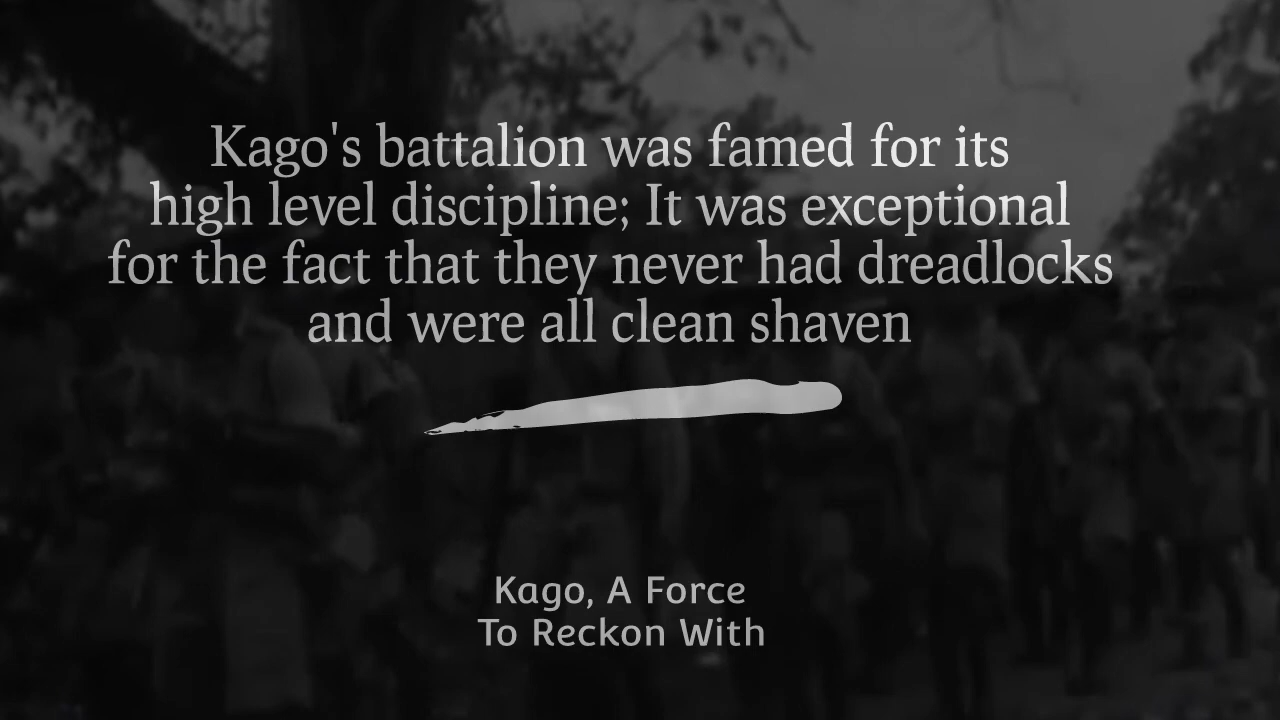 Kago's battalion was famed for its
high level discipline; It was exceptional
for the fact that they never had dreadlocks
and were all clean shaven
Kago, A Force
To Reckon With